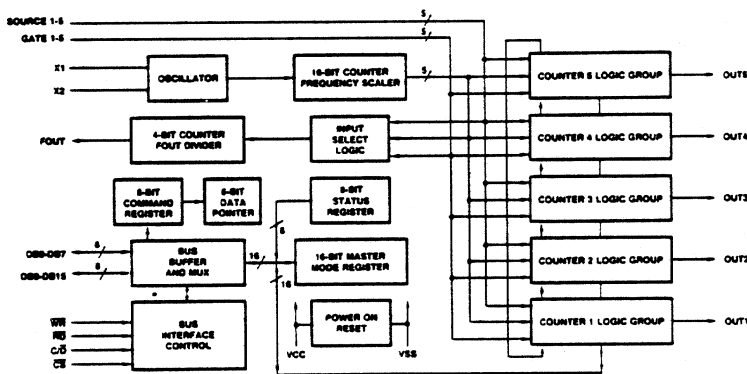 SOURCE 1-5
5
GATE 1-5
5
X1
X2
OSCILLATOR
16-BIT COUNTER
FREQUENCY SCALER
5
COUNTER 5 LOGIC GROUP
OUT5
FOUT
4-BIT COUNTER
FOUT DIVIDER
INPUT
SELECT
LOGIC
COUNTER 4 LOGIC GROUP
OUT4
8-BIT
COMMAND
REGISTER
6-BIT
DATA
POINTER
8-BIT
STATUS
REGISTER
COUNTER 3 LOGIC GROUP
OUT3
DB0-DB7
8
DB8-DB15
8
BUS
BUFFER
AND MUX
16
8
16
16-BIT MASTER
MODE REGISTER
COUNTER 2 LOGIC GROUP
OUT2
WR
RD
C/D
CS
BUS
INTERFACE
CONTROL
POWER ON
RESET
VCC
VSS
COUNTER 1 LOGIC GROUP
OUT1